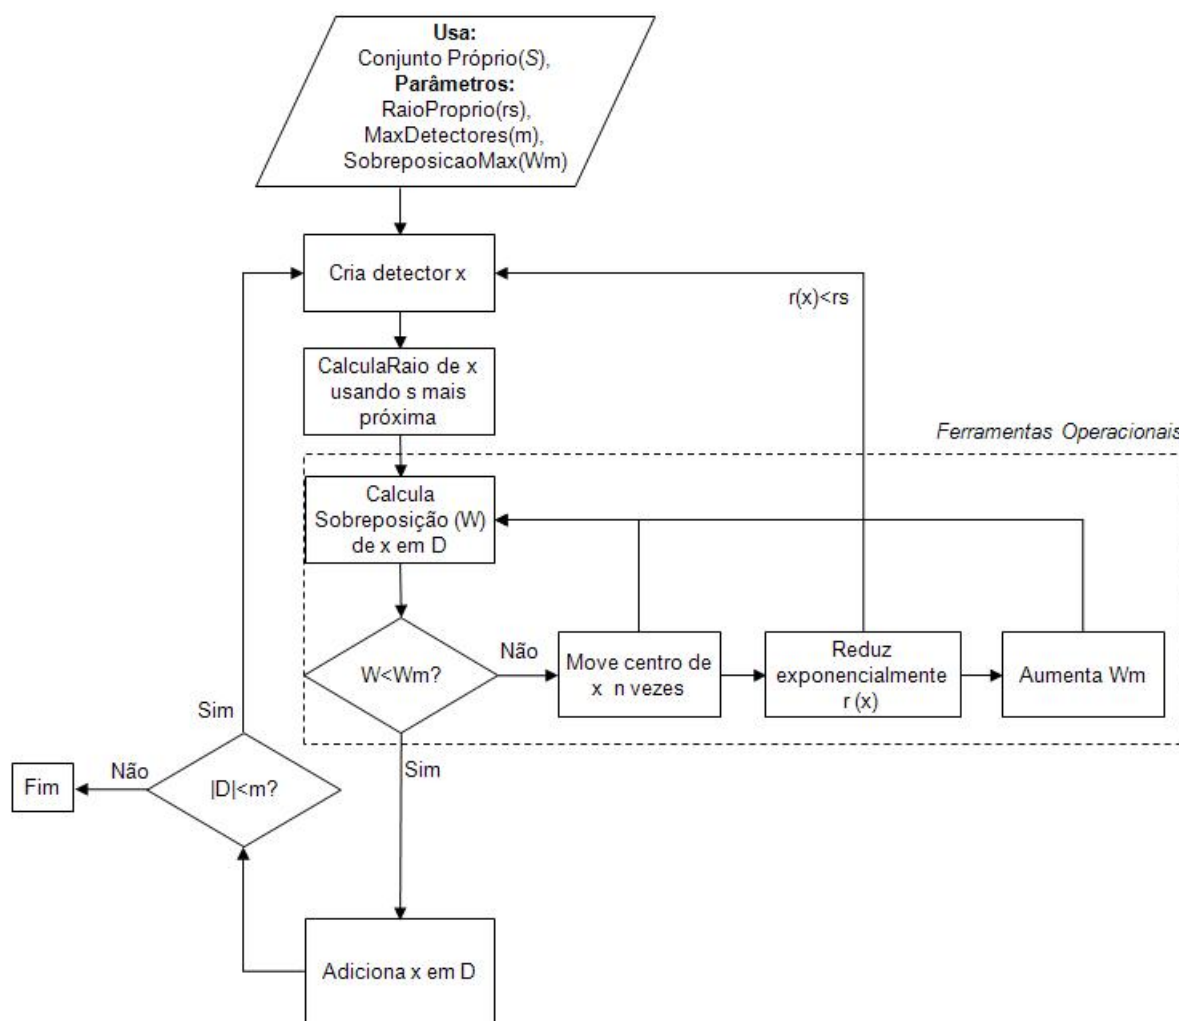 Usa:
Conjunto Próprio(S),
Parâmetros:
RaioProprio(rs),
MaxDetectores(m),
SobreposicaoMax(Wm)
Cria detector x
r(x)<rs
CalculaRaio de x
usando s mais
próxima
Ferramentas Operacionais
Calcula
Sobreposição (W)
de x em D
W<Wm?
Não
Move centro de
x n vezes
Reduz
exponencialmente
r (x)
Aumenta Wm
Sim
Sim
|D|<m?
Não
Fim
Adiciona x em D